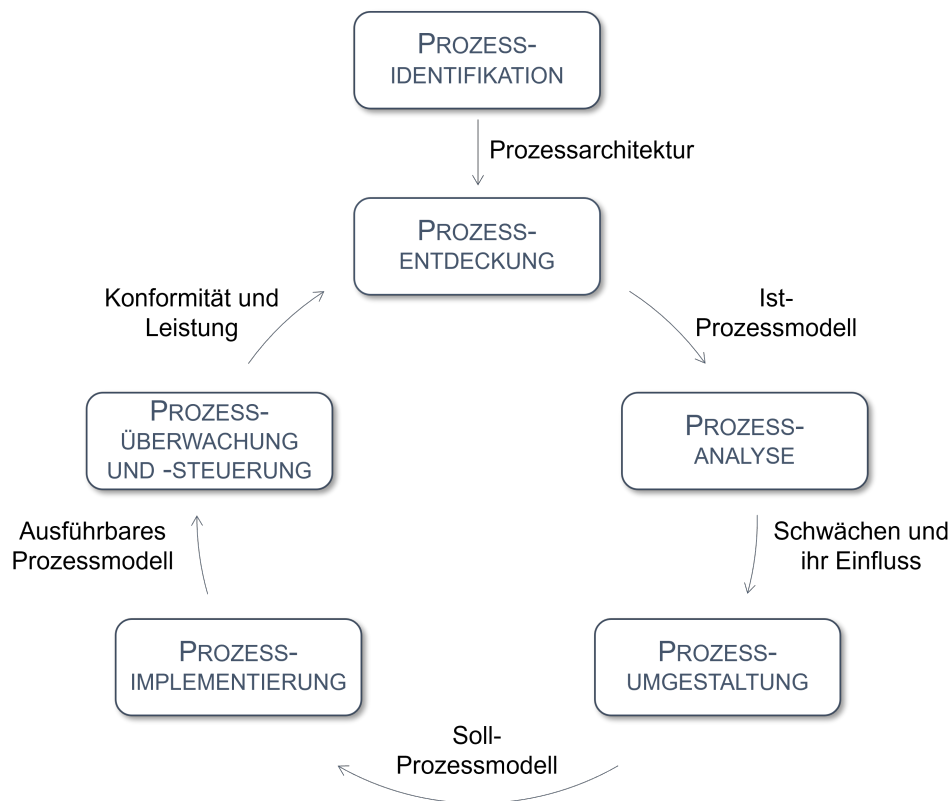 PROZESS-
IDENTIFIKATION
Prozessarchitektur
PROZESS-
ENTDECKUNG
Konformität und
Leistung
Ist-
Prozessmodell
PROZESS-
ÜBERWACHUNG
UND -STEUERUNG
PROZESS-
ANALYSE
Ausführbares
Prozessmodell
Schwächen und
ihr Einfluss
PROZESS-
IMPLEMENTIERUNG
PROZESS-
UMGESTALTUNG
Soll-
Prozessmodell